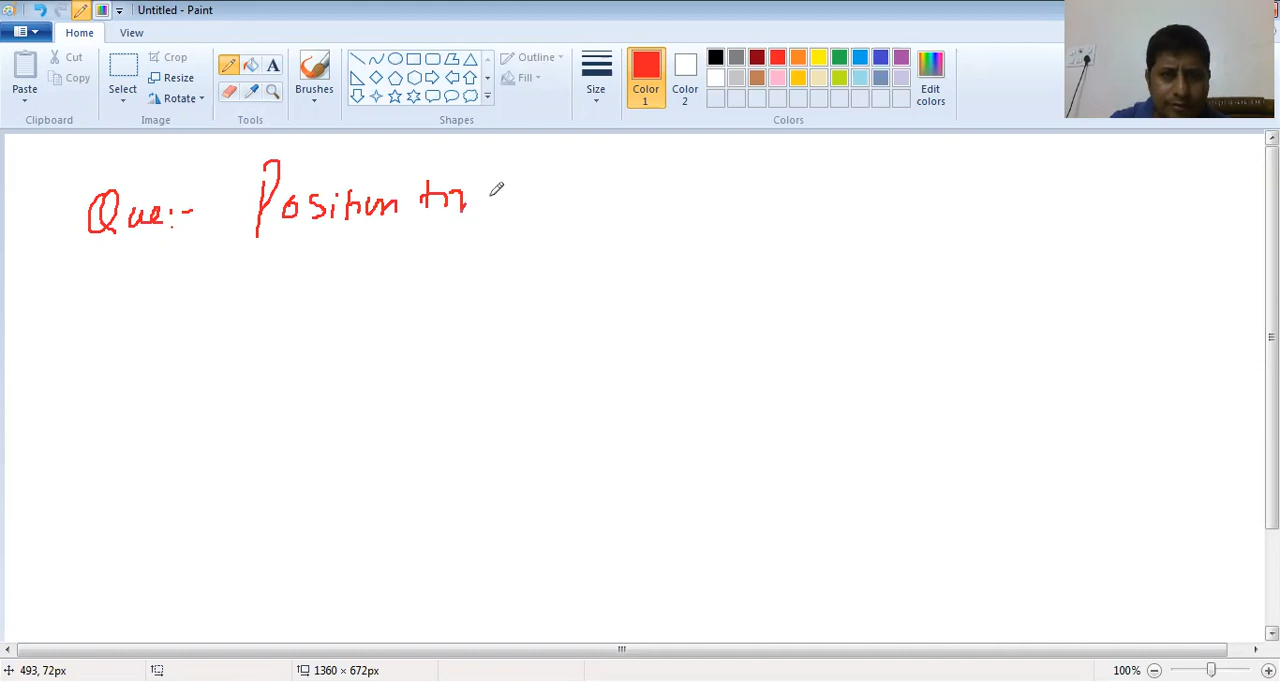 Untitled - Paint
Home View
Cut
Copy
Paste
Clipboard
Select
Crop
Resize
Rotate
Image
Tools
Brushes
Shapes
Outline
Fill
Size
Color 1
Color 2
Edit colors
Colors
Que:- Position
493, 72px
1360 × 672px
100%